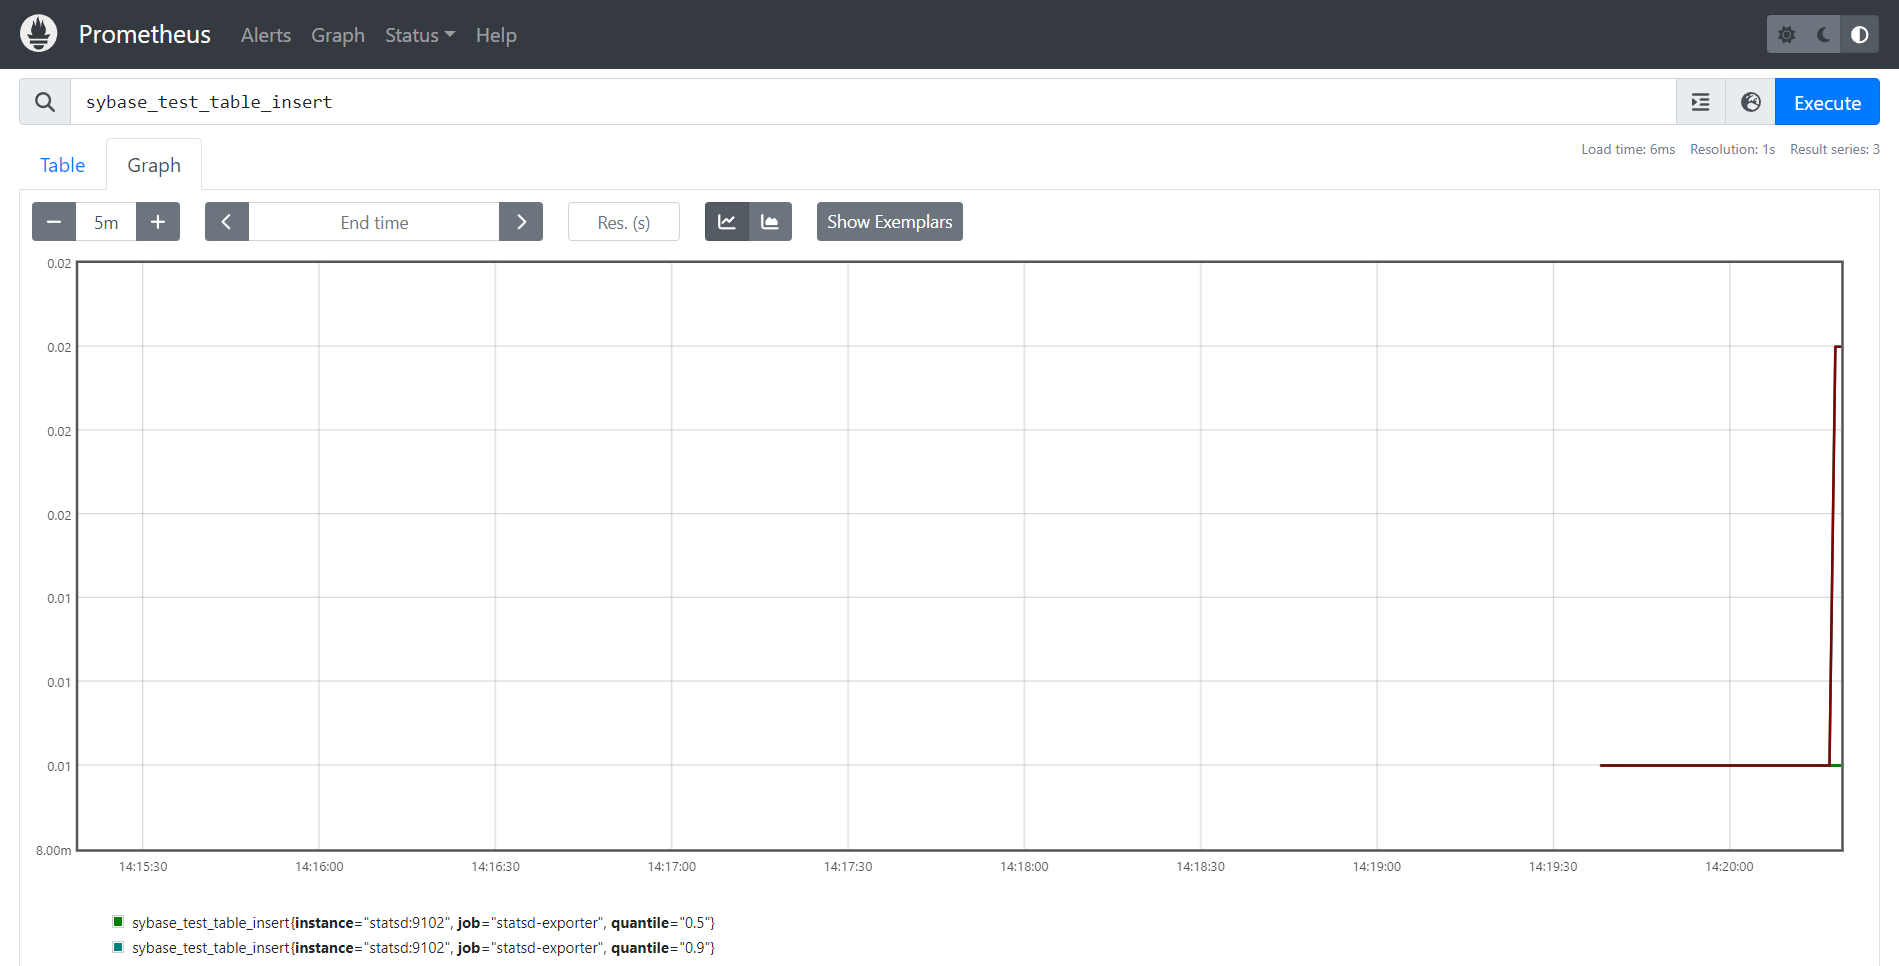 Prometheus Alerts Graph Status Help
sybase_test_table_insert
Execute
Load time: 6ms Resolution: 1s Result series: 3
Table Graph
5m End time Res. (s) Show Exemplars
0.02
0.02
0.02
0.02
0.01
0.01
0.01
8.00m
14:15:30 14:16:00 14:16:30 14:17:00 14:17:30 14:18:00 14:18:30 14:19:00 14:19:30 14:20:00
sybase_test_table_insert{instance="statsd:9102", job="statsd-exporter", quantile="0.5"}
sybase_test_table_insert{instance="statsd:9102", job="statsd-exporter", quantile="0.9"}